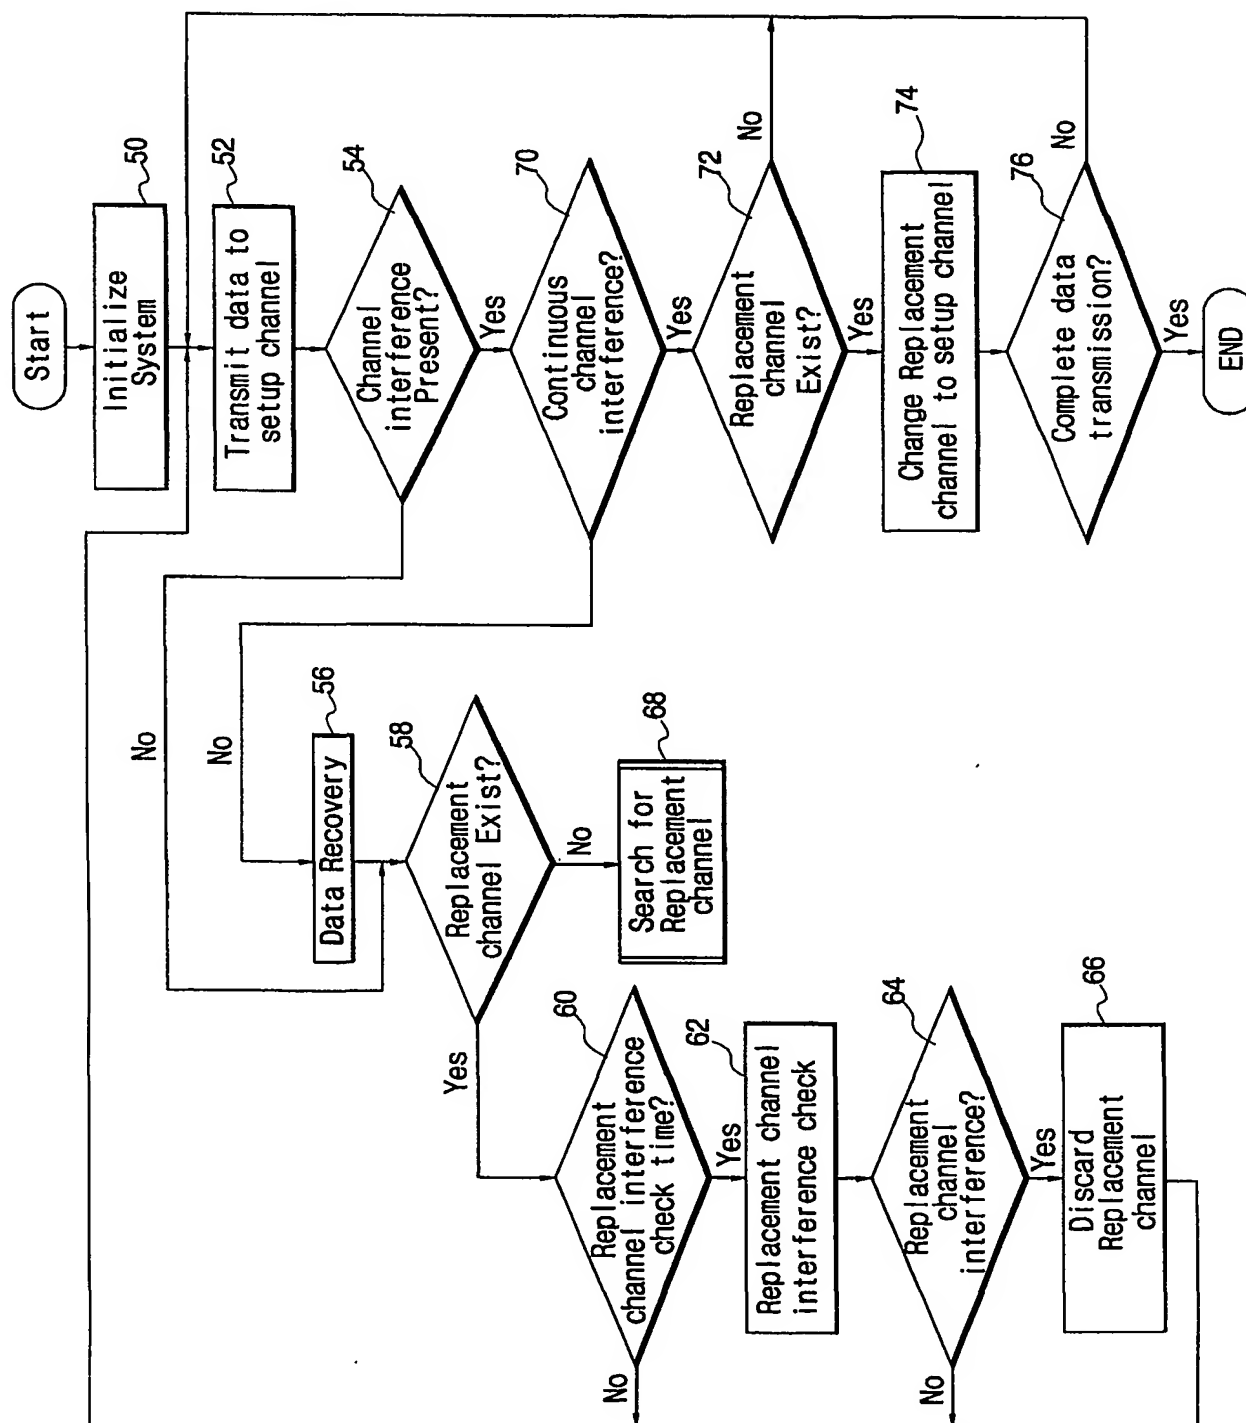 Start
Initialize
System
50
Transmit data to
setup channel
52
Channel
interference
Present?
54
Yes
No
Continuous
channel
interference?
70
Yes
No
Replacement
channel
Exist?
72
No
Yes
Change Replacement
channel to setup channel
74
Complete data
transmission?
76
No
Yes
END
Data Recovery
56
Replacement
channel Exist?
58
No
Yes
Search for
Replacement
channel
68
Replacement
channel interference
check time?
60
No
Yes
Replacement channel
interference check
62
Replacement
channel
interference?
64
No
Yes
Discard
Replacement
channel
66